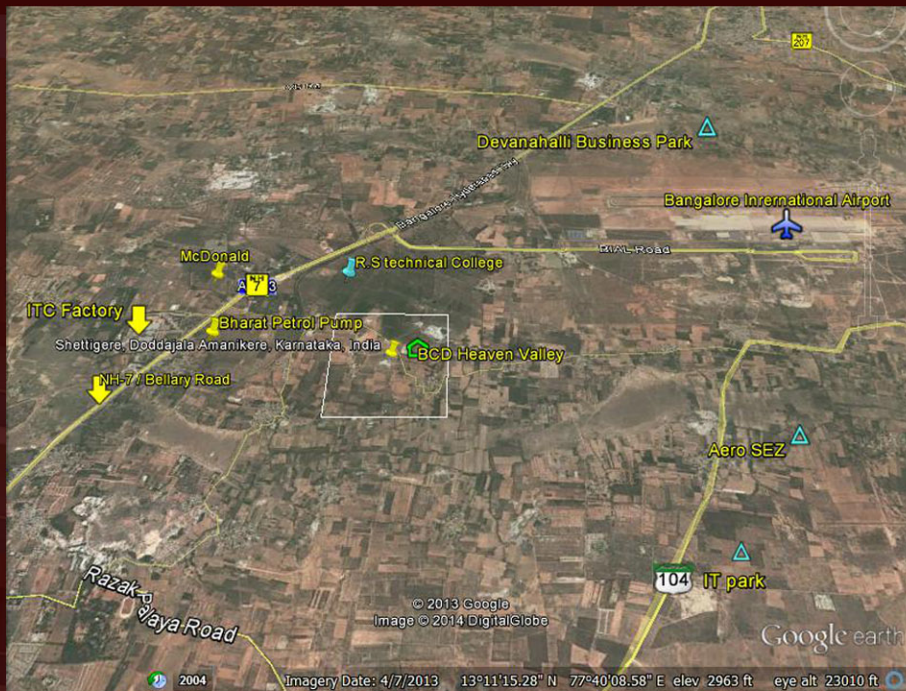 207
Devanahalli Business Park
Bangalore Inrernational Airport
BIAL Road
McDonald
R.S technical College
A 7 3
ITC Factory
Bharat Petrol Pump
Shettigere, Doddajala Amanikere, Karnataka, India
BCD Heaven Valley
NH-7 / Bellary Road
Aero SEZ
104
IT park
Razak Palaya Road
© 2013 Google
Image © 2014 DigitalGlobe
Google earth
2004
Imagery Date: 4/7/2013 13°11'15.28" N 77°40'08.58" E elev 2963 ft eye alt 23010 ft